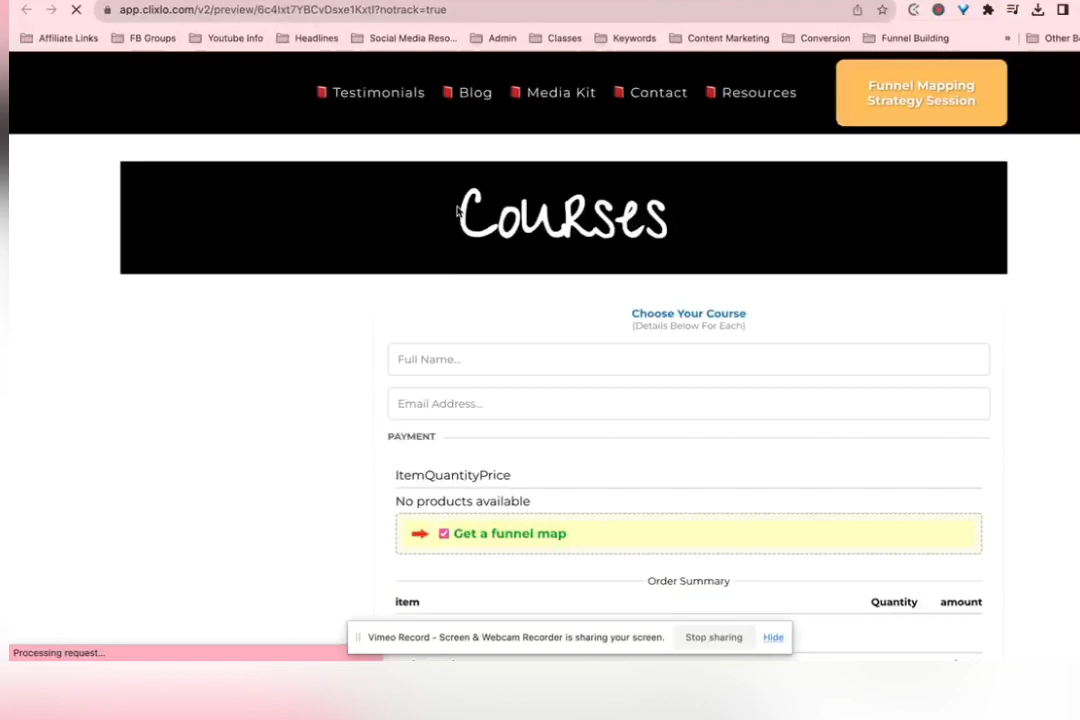 app.clixlo.com/v2/preview/6c4Ixt7YBCvDsxe1KxtI?notrack=true
Affiliate Links FB Groups Youtube Info Headlines Social Media Reso... Admin Classes Keywords Content Marketing Conversion Funnel Building » Other Bo
Testimonials Blog Media Kit Contact Resources
Funnel Mapping
Strategy Session
Courses
Choose Your Course
(Details Below For Each)
Full Name...
Email Address...
PAYMENT
ItemQuantityPrice
No products available
Get a funnel map
Order Summary
item Quantity amount
Vimeo Record - Screen & Webcam Recorder is sharing your screen. Stop sharing Hide
Processing request...